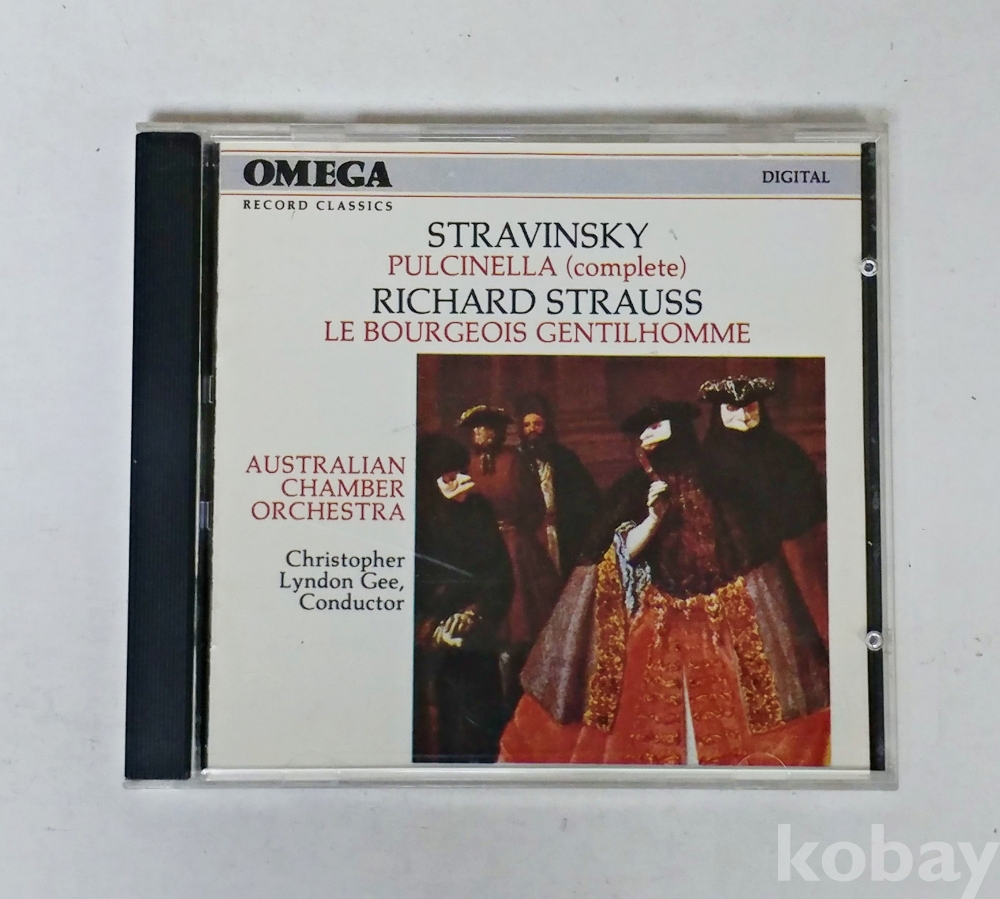 OMEGA
DIGITAL
RECORD CLASSICS
STRAVINSKY
PULCINELLA (complete)
RICHARD STRAUSS
LE BOURGEOIS GENTILHOMME
AUSTRALIAN
CHAMBER
ORCHESTRA
Christopher
Lyndon Gee,
Conductor
kobay